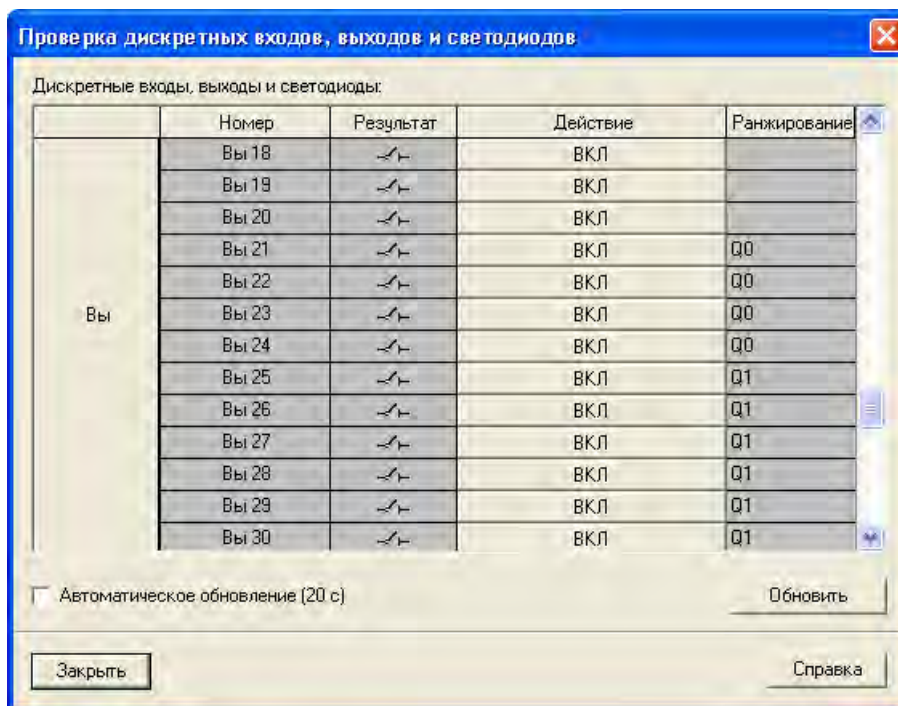 Проверка дискретных входов, выходов и светодиодов
Дискретные входы, выходы и светодиоды:
Номер Результат Действие Ранжирование
Вы 18 ВКЛ
Вы 19 ВКЛ
Вы 20 ВКЛ
Вы 21 ВКЛ Q0
Вы 22 ВКЛ Q0
Вы Вы 23 ВКЛ Q0
Вы 24 ВКЛ Q0
Вы 25 ВКЛ Q1
Вы 26 ВКЛ Q1
Вы 27 ВКЛ Q1
Вы 28 ВКЛ Q1
Вы 29 ВКЛ Q1
Вы 30 ВКЛ Q1
Автоматическое обновление (20 с) Обновить
Закрыть Справка